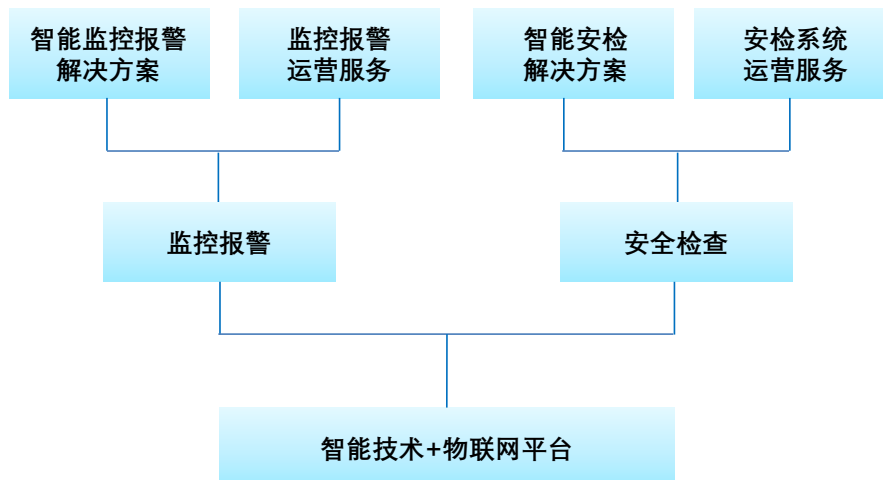 智能监控报警
解决方案
监控报警
运营服务
智能安检
解决方案
安检系统
运营服务
监控报警
安全检查
智能技术+物联网平台